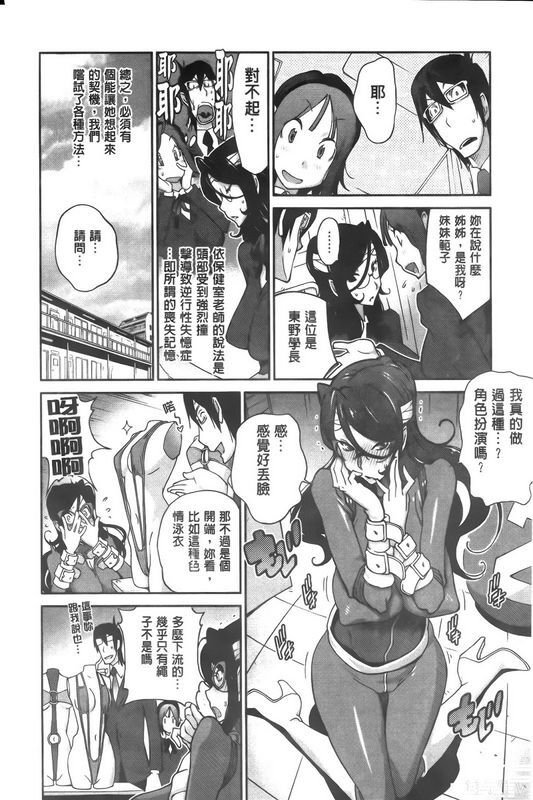 耶…
對不起…
耶
耶
耶
總之，必須有
個能讓她想起來
的契機，我們
嘗試了各種方法…
妳在說什麼
姊姊，是我呀？
妹妹範子
……
這位是
東野學長
依保健室老師的說法是
頭部受到強烈撞
擊導致逆行性失憶症
…即所謂的喪失記憶
請…
請問…
我真的做
過這種…？
角色扮演嗎？
感…
感覺好丟臉
喏
那不過是個
開端，妳看，
比如這種色
情泳衣
呀啊啊啊
多麼下流的…
幾乎只有繩
子不是嗎
這事妳
跟我說也…